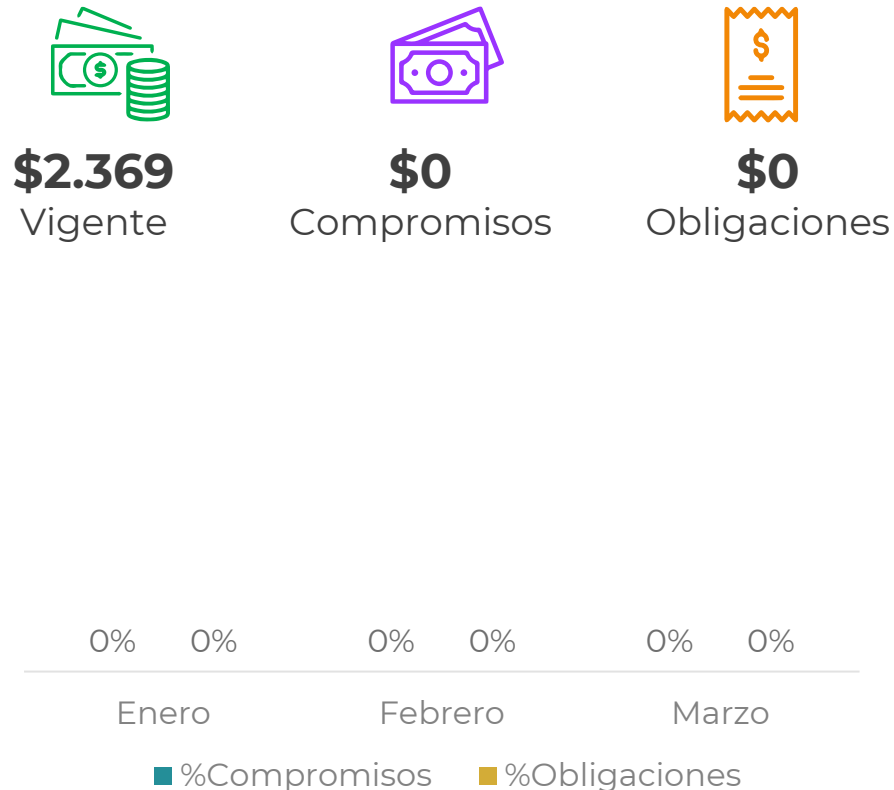 $
$
$2.369 $0 $0
Vigente Compromisos Obligaciones
0% 0% 0% 0% 0% 0%
Enero Febrero Marzo
%Compromisos %Obligaciones